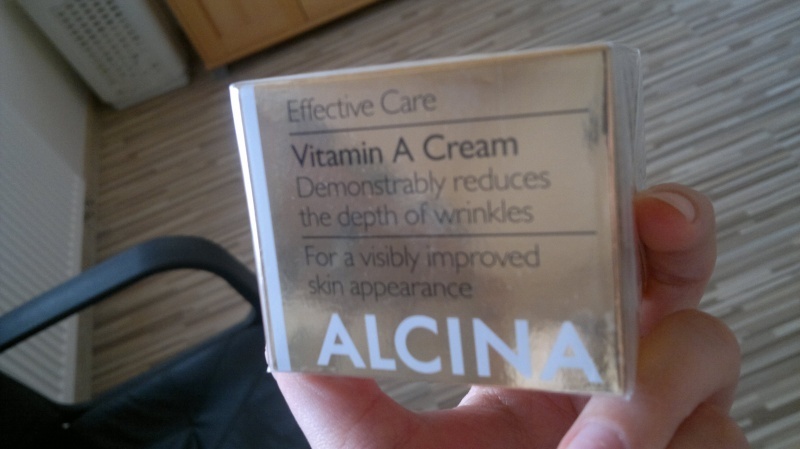 Effective Care
Vitamin A Cream
Demonstrably reduces
the depth of wrinkles
For a visibly improved
skin appearance
ALCINA